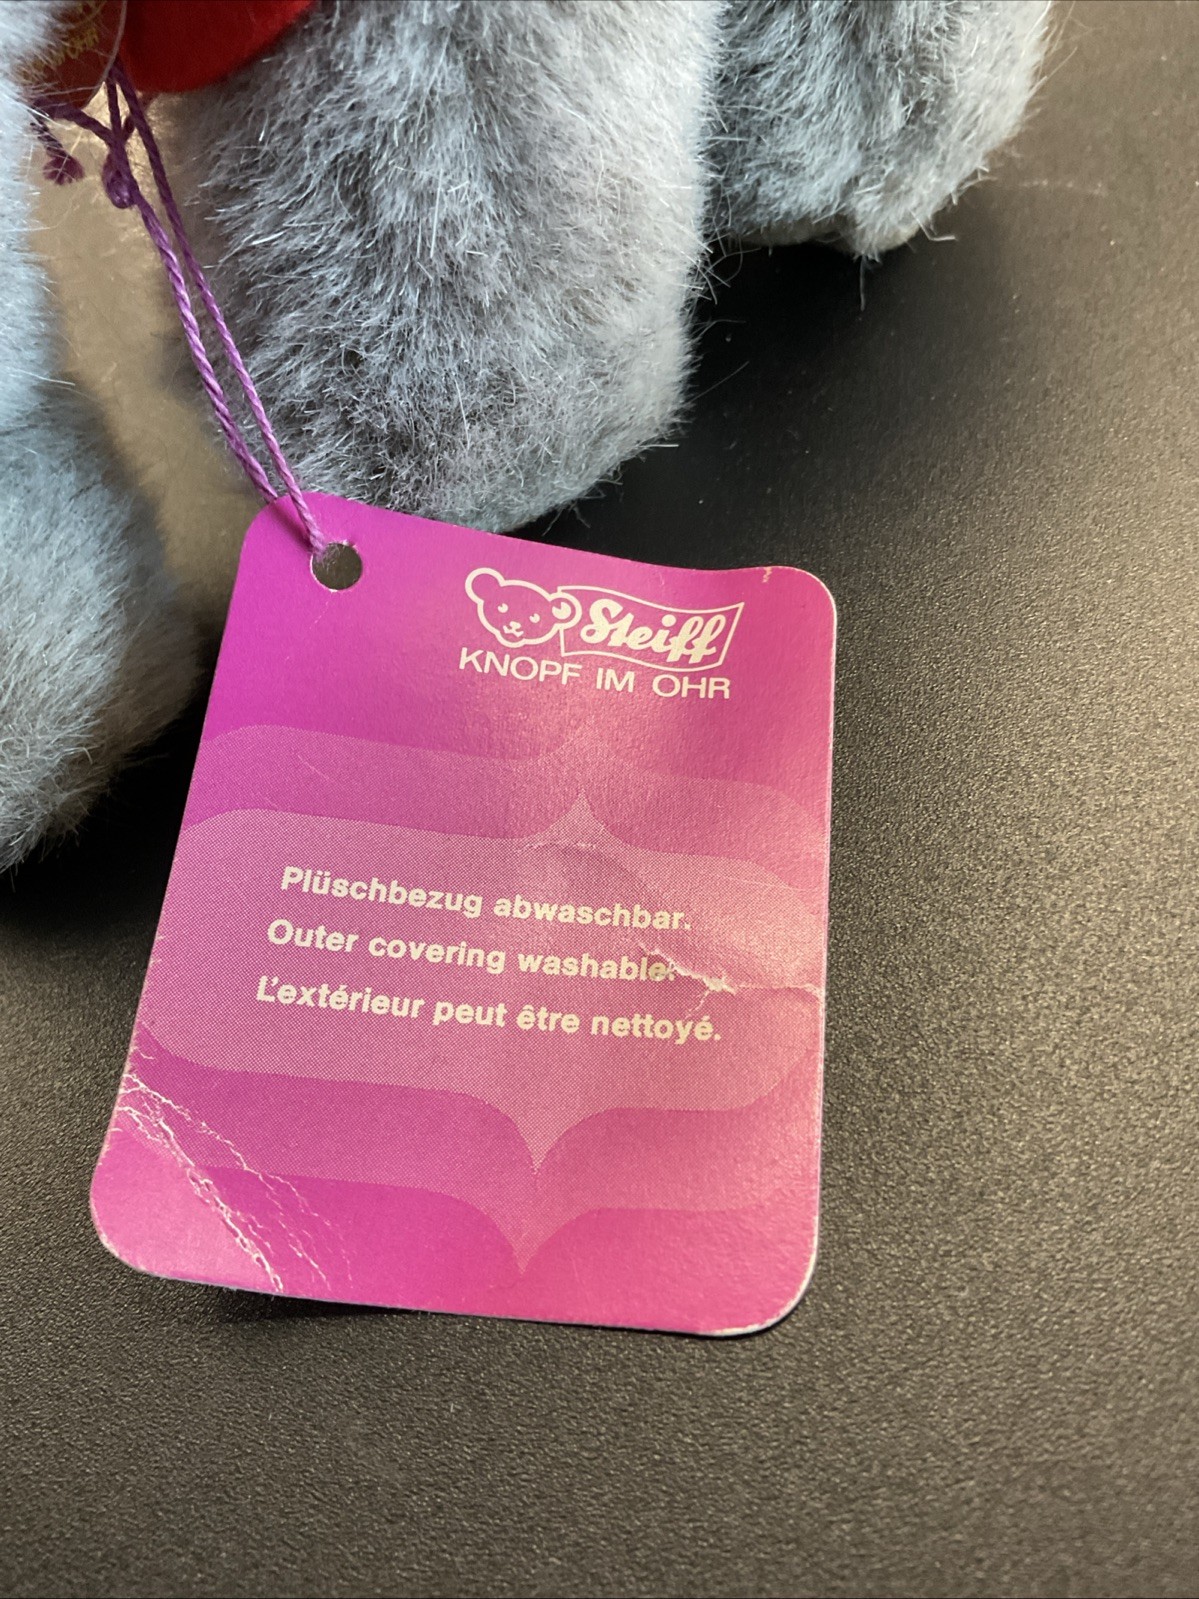 Steiff
KNOPF IM OHR
Plüschbezug abwaschbar.
Outer covering washable.
L'extérieur peut être nettoyé.